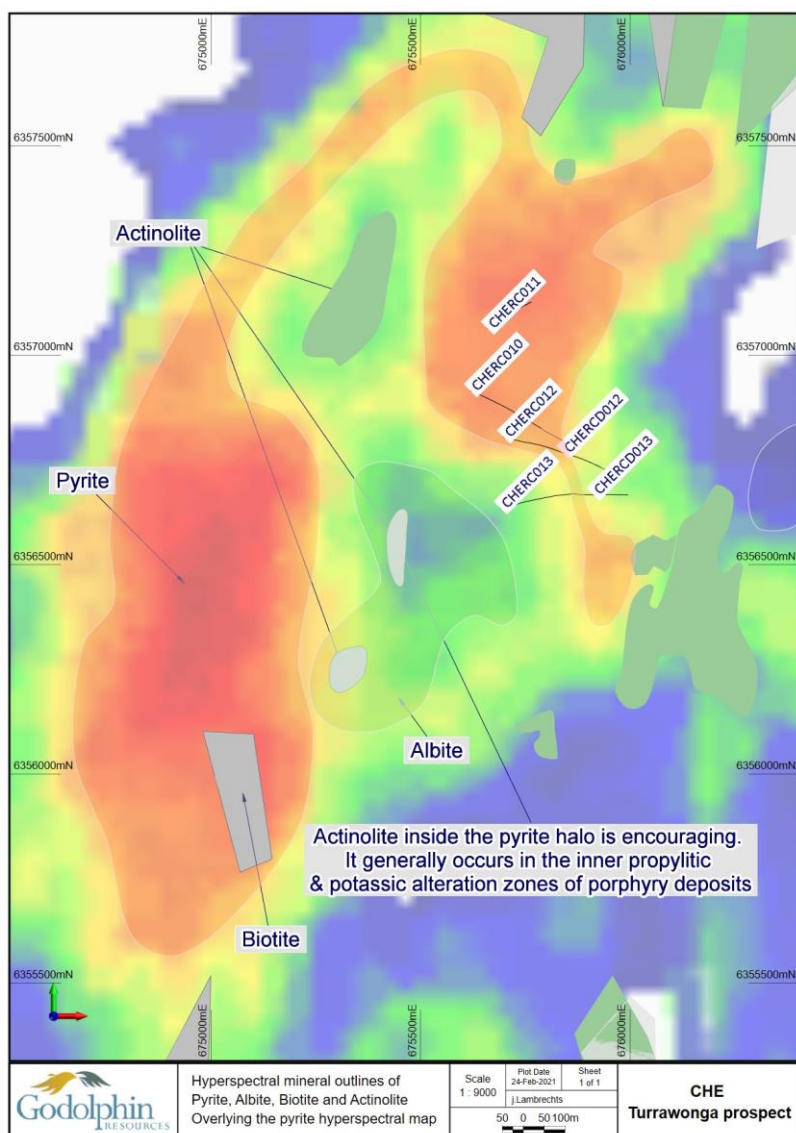 675000mE
675500mE
676000mE
6357500mN
6357500mN
Actinolite
CHERC011
6357000mN
6357000mN
CHERC010
CHERC012
CHERCD012
Pyrite
CHERC013
CHERCD013
6356500mN
6356500mN
Albite
6356000mN
6356000mN
Actinolite inside the pyrite halo is encouraging.
It generally occurs in the inner propylitic
& potassic alteration zones of porphyry deposits
Biotite
6355500mN
6355500mN
675000mE
675500mE
676000mE
Godolphin
RESOURCES
Hyperspectral mineral outlines of
Pyrite, Albite, Biotite and Actinolite
Overlying the pyrite hyperspectral map
Scale
1 : 9000
Plot Date
24-Feb-2021
Sheet
1 of 1
j.Lambrechts
50 0 50 100m
CHE
Turrawonga prospect